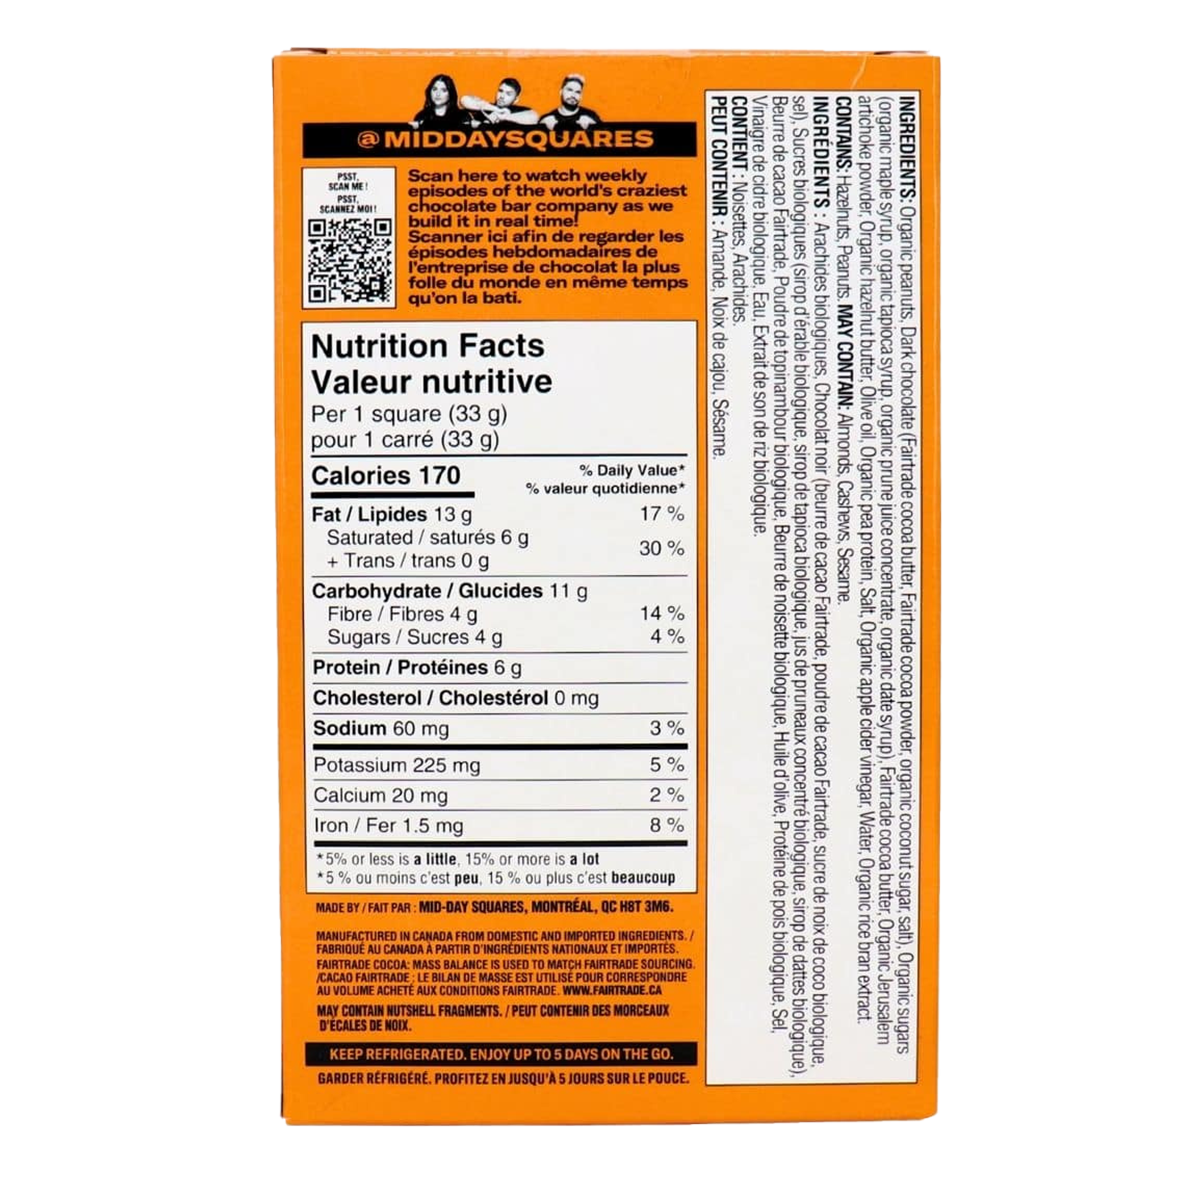 @MIDDAYSQUARES
PSST,
SCAN ME!
PSST,
SCANNEZ MOI!
Scan here to watch weekly
episodes of the world's craziest
chocolate bar company as we
build it in real time!
Scanner ici afin de regarder les
épisodes hebdomadaires de
l'entreprise de chocolat la plus
folle du monde en même temps
qu'on la bati.
Nutrition Facts
Valeur nutritive
Per 1 square (33 g)
pour 1 carré (33 g)
Calories 170
% Daily Value*
% valeur quotidienne*
Fat / Lipides 13 g 17 %
Saturated / saturés 6 g
+ Trans / trans 0 g 30 %
Carbohydrate / Glucides 11 g
Fibre / Fibres 4 g 14 %
Sugars / Sucres 4 g 4 %
Protein / Protéines 6 g
Cholesterol / Cholestérol 0 mg
Sodium 60 mg 3 %
Potassium 225 mg 5 %
Calcium 20 mg 2 %
Iron / Fer 1.5 mg 8 %
*5% or less is a little, 15% or more is a lot
*5 % ou moins c'est peu, 15 % ou plus c'est beaucoup
MADE BY / FAIT PAR : MID-DAY SQUARES, MONTRÉAL, QC H8T 3M6.
MANUFACTURED IN CANADA FROM DOMESTIC AND IMPORTED INGREDIENTS. /
FABRIQUÉ AU CANADA À PARTIR D'INGRÉDIENTS NATIONAUX ET IMPORTÉS.
FAIRTRADE COCOA: MASS BALANCE IS USED TO MATCH FAIRTRADE SOURCING.
/CACAO FAIRTRADE : LE BILAN DE MASSE EST UTILISÉ POUR CORRESPONDRE
AU VOLUME ACHETÉ AUX CONDITIONS FAIRTRADE. WWW.FAIRTRADE.CA
MAY CONTAIN NUTSHELL FRAGMENTS. / PEUT CONTENIR DES MORCEAUX
D'ÉCALES DE NOIX.
KEEP REFRIGERATED. ENJOY UP TO 5 DAYS ON THE GO.
GARDER RÉFRIGÉRÉ. PROFITEZ EN JUSQU'À 5 JOURS SUR LE POUCE.
INGREDIENTS: Organic peanuts, Dark chocolate (Fairtrade cocoa butter, Fairtrade cocoa powder, organic coconut sugar, salt), Organic sugars
(organic maple syrup, organic tapioca syrup, organic prune juice concentrate, organic date syrup), Fairtrade cocoa butter, Organic Jerusalem
artichoke powder, Organic hazelnut butter, Olive oil, Organic pea protein, Salt, Organic apple cider vinegar, Water, Organic rice bran extract.
CONTAINS: Hazelnuts, Peanuts. MAY CONTAIN: Almonds, Cashews, Sesame.
INGRÉDIENTS : Arachides biologiques, Chocolat noir (beurre de cacao Fairtrade, poudre de cacao Fairtrade, sucre de noix de coco biologique,
sel), Sucres biologiques (sirop d'érable biologique, sirop de tapioca biologique, jus de pruneaux concentré biologique, sirop de dattes biologique),
Beurre de cacao Fairtrade, Poudre de topinambour biologique, Beurre de noisette biologique, Huile d'olive, Protéine de pois biologique, Sel,
Vinaigre de cidre biologique, Eau, Extrait de son de riz biologique.
CONTIENT : Noisettes, Arachides.
PEUT CONTENIR : Amande, Noix de cajou, Sésame.